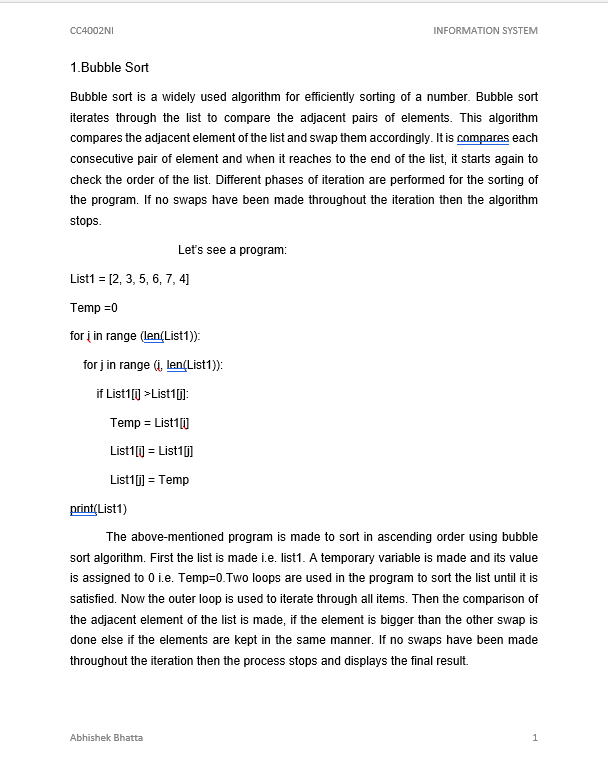 CC4002NI INFORMATION SYSTEM
1.Bubble Sort
Bubble sort is a widely used algorithm for efficiently sorting of a number. Bubble sort
iterates through the list to compare the adjacent pairs of elements. This algorithm
compares the adjacent element of the list and swap them accordingly. It is compares each
consecutive pair of element and when it reaches to the end of the list, it starts again to
check the order of the list. Different phases of iteration are performed for the sorting of
the program. If no swaps have been made throughout the iteration then the algorithm
stops.
Let's see a program:
List1 = [2, 3, 5, 6, 7, 4]
Temp =0
for i in range (len(List1)):
for j in range (i, len(List1)):
if List1[i] >List1[j]:
Temp = List1[i]
List1[i] = List1[j]
List1[j] = Temp
print(List1)
The above-mentioned program is made to sort in ascending order using bubble
sort algorithm. First the list is made i.e. list1. A temporary variable is made and its value
is assigned to 0 i.e. Temp=0.Two loops are used in the program to sort the list until it is
satisfied. Now the outer loop is used to iterate through all items. Then the comparison of
the adjacent element of the list is made, if the element is bigger than the other swap is
done else if the elements are kept in the same manner. If no swaps have been made
throughout the iteration then the process stops and displays the final result.
Abhishek Bhatta 1